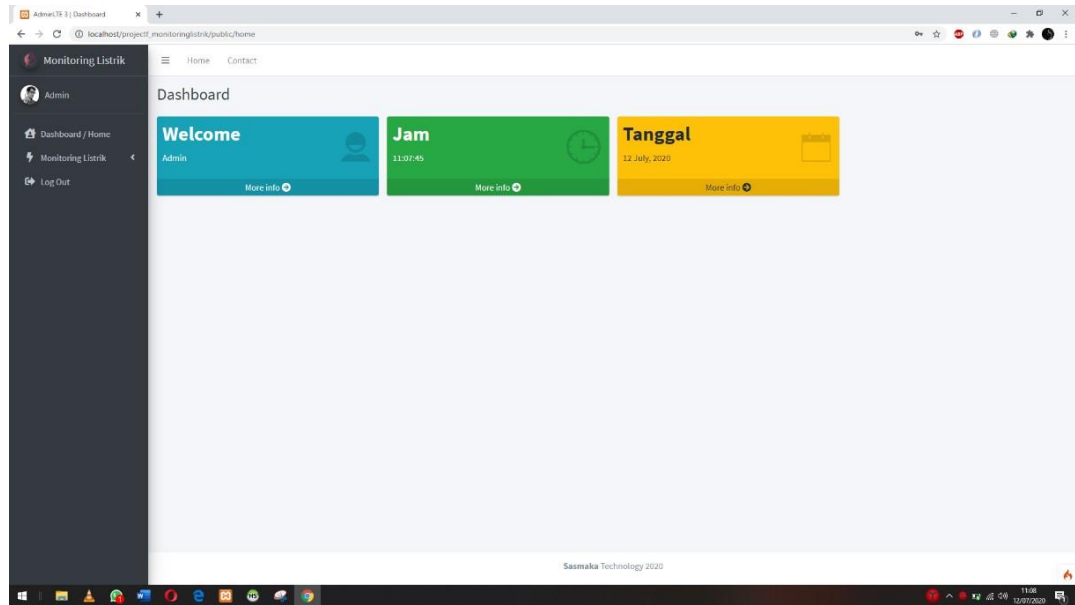 AdminLTE 3 | Dashboard
localhost/projectf_monitoringlistrik/public/home
Monitoring Listrik
Home Contact
Admin
Dashboard
Dashboard / Home
Monitoring Listrik
Log Out
Welcome
Admin
More info
Jam
11:07:45
More info
Tanggal
12 July, 2020
More info
Sasmaka Technology 2020
11:08
12/07/2020